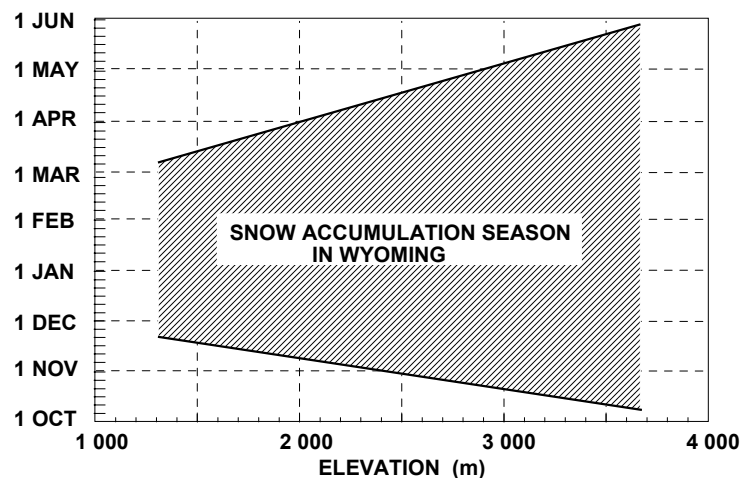 1 JUN
1 MAY
1 APR
1 MAR
1 FEB
1 JAN
1 DEC
1 NOV
1 OCT
SNOW ACCUMULATION SEASON
IN WYOMING
1 000
2 000
3 000
4 000
ELEVATION (m)